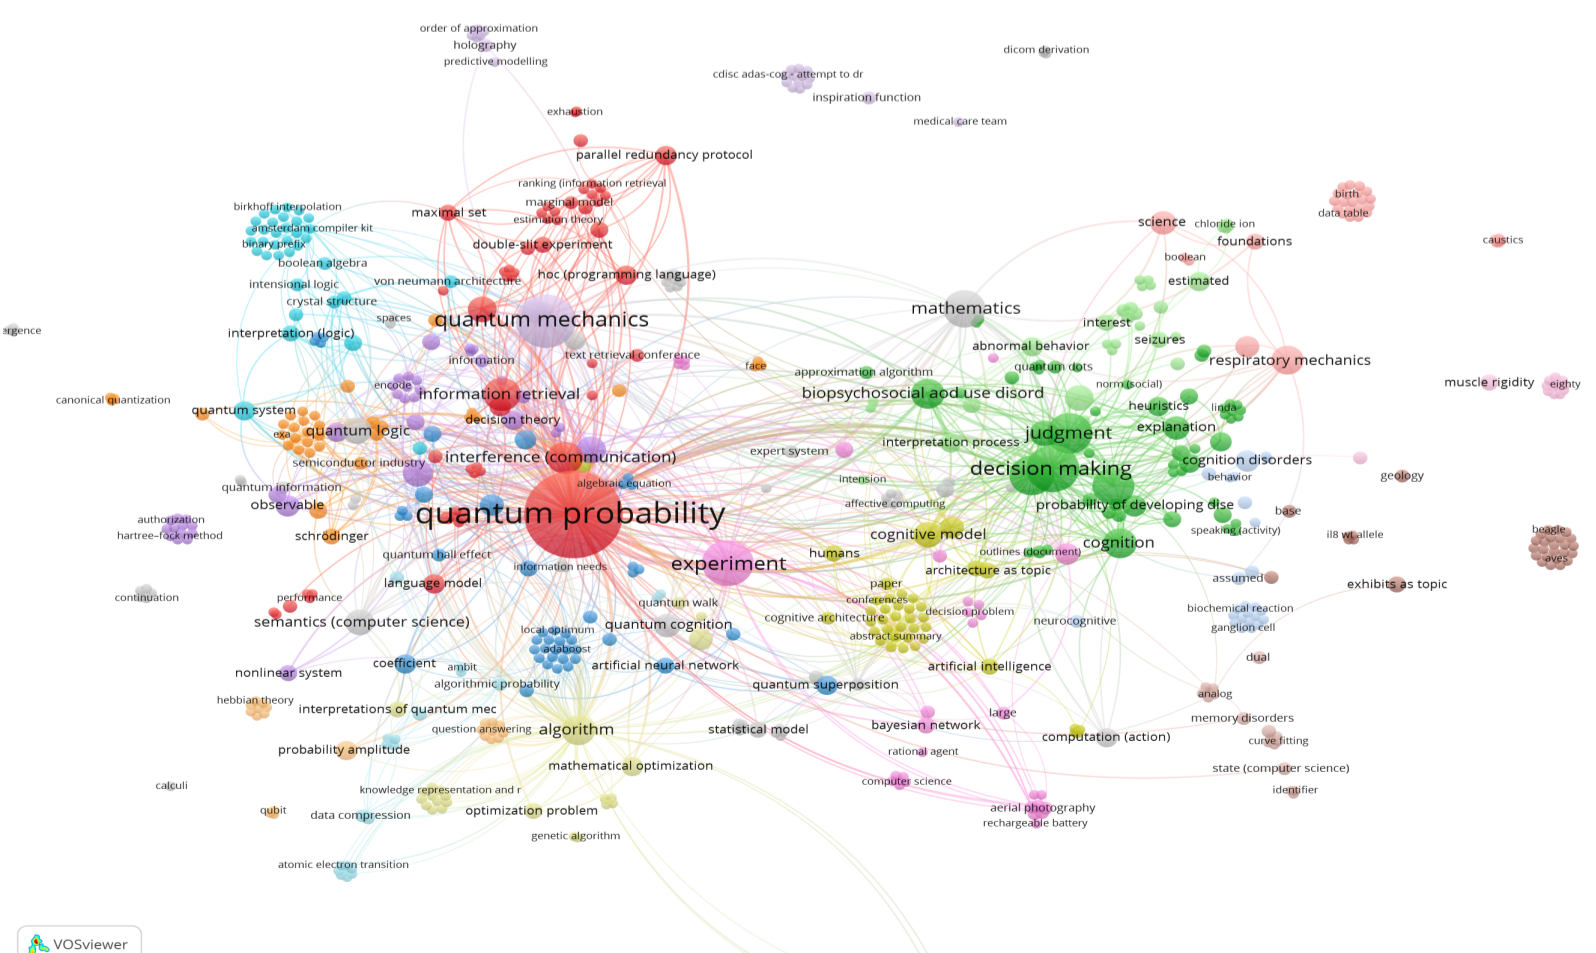 order of approximation
holography
predictive modelling
dicom derivation
cdisc adas-cog - attempt to dr
inspiration function
medical care team
exhaustion
parallel redundancy protocol
ranking (information retrieval
marginal model
estimation theory
maximal set
double-slit experiment
hoc (programming language)
birkhoff interpolation
amsterdam compiler kit
binary prefix
boolean algebra
intensional logic
crystal structure
von neumann architecture
spaces
interpretation (logic)
quantum mechanics
information
text retrieval conference
face
encode
information retrieval
decision theory
canonical quantization
quantum system
exa
quantum logic
semiconductor industry
interference (communication)
algebraic equation
quantum information
observable
quantum probability
authorization
hartree–fock method
schrödinger
quantum hall effect
information needs
experiment
language model
continuation
performance
semantics (computer science)
quantum walk
quantum cognition
local optimum
adaboost
artificial neural network
nonlinear system
coefficient
ambit
algorithmic probability
hebbian theory
interpretations of quantum mec
question answering
algorithm
statistical model
probability amplitude
mathematical optimization
calculi
knowledge representation and r
qubit
data compression
optimization problem
genetic algorithm
atomic electron transition
birth
data table
science
chloride ion
foundations
caustics
boolean
estimated
mathematics
interest
seizures
abnormal behavior
quantum dots
respiratory mechanics
approximation algorithm
norm (social)
muscle rigidity
eighty
heuristics
linda
explanation
judgment
interpretation process
expert system
decision making
cognition disorders
behavior
geology
intension
affective computing
probability of developing dise
base
speaking (activity)
il8 wt allele
beagle
aves
cognitive model
humans
outlines (document)
cognition
architecture as topic
assumed
exhibits as topic
paper
conferences
decision problem
cognitive architecture
abstract summary
neurocognitive
biochemical reaction
ganglion cell
artificial intelligence
dual
quantum superposition
analog
large
bayesian network
computation (action)
memory disorders
curve fitting
rational agent
computer science
state (computer science)
identifier
aerial photography
rechargeable battery
VOSviewer